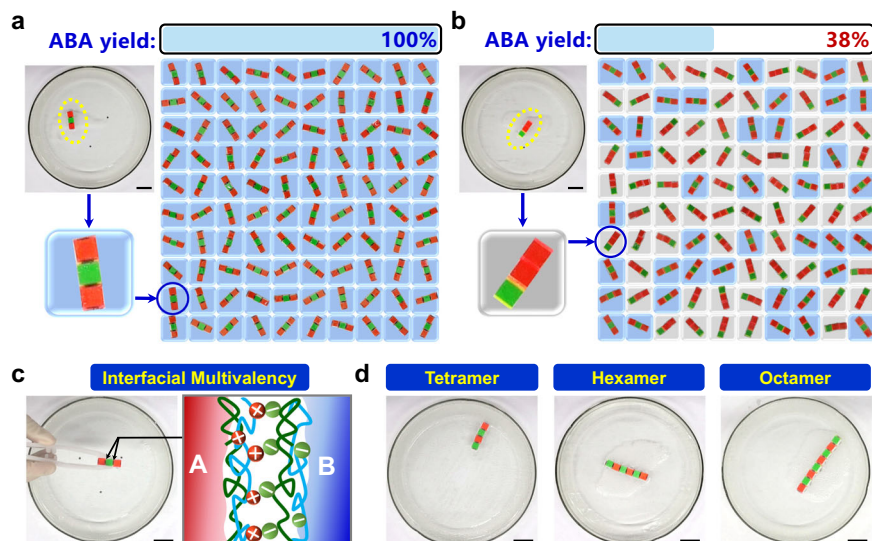 a
ABA yield: 100%
b
ABA yield: 38%
c
Interfacial Multivalency
A
B
d
Tetramer
Hexamer
Octamer